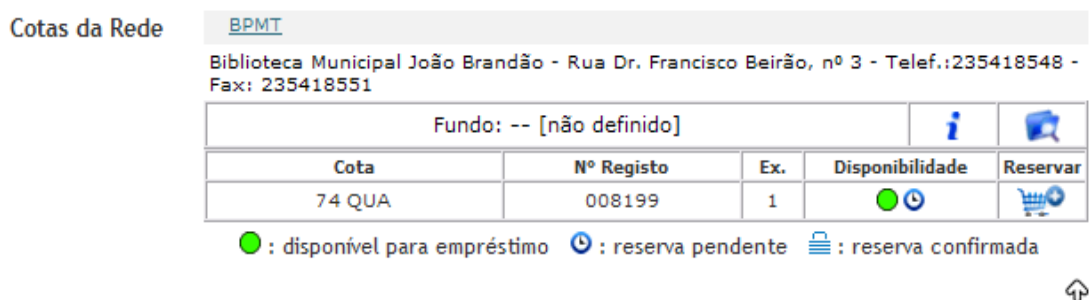 Cotas da Rede BPMT
Biblioteca Municipal João Brandão - Rua Dr. Francisco Beirão, nº 3 - Telef.:235418548 -
Fax: 235418551
Fundo: -- [não definido]
Cota Nº Registo Ex. Disponibilidade Reservar
74 QUA 008199 1
: disponível para empréstimo : reserva pendente : reserva confirmada